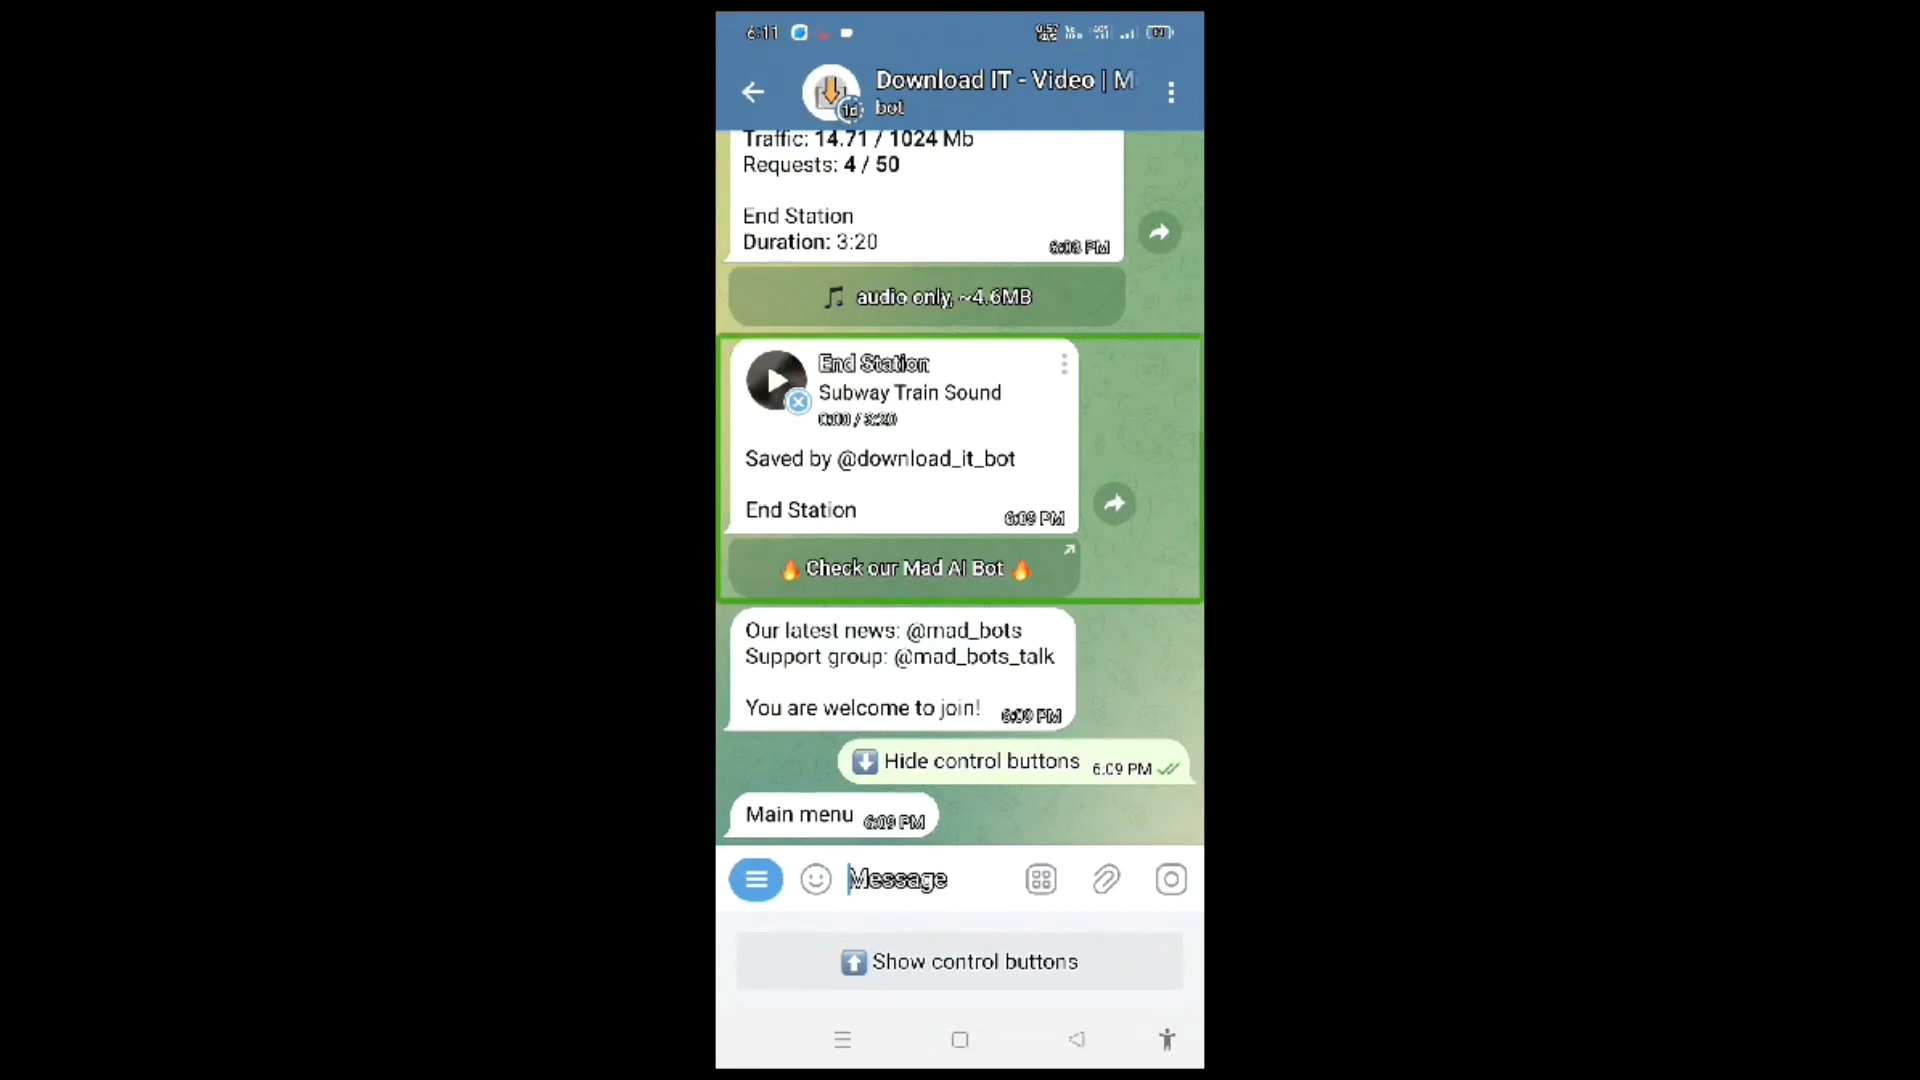 6:11
Download IT - Video | M
bot
Traffic: 14.71 / 1024 Mb
Requests: 4 / 50
End Station
Duration: 3:20
6:08 PM
audio only, ~4.6MB
End Station
Subway Train Sound
0:00 / 3:20
Saved by @download_it_bot
End Station
6:09 PM
Check our Mad AI Bot
Our latest news: @mad_bots
Support group: @mad_bots_talk
You are welcome to join!
6:09 PM
Hide control buttons 6:09 PM
Main menu 6:09 PM
Message
Show control buttons